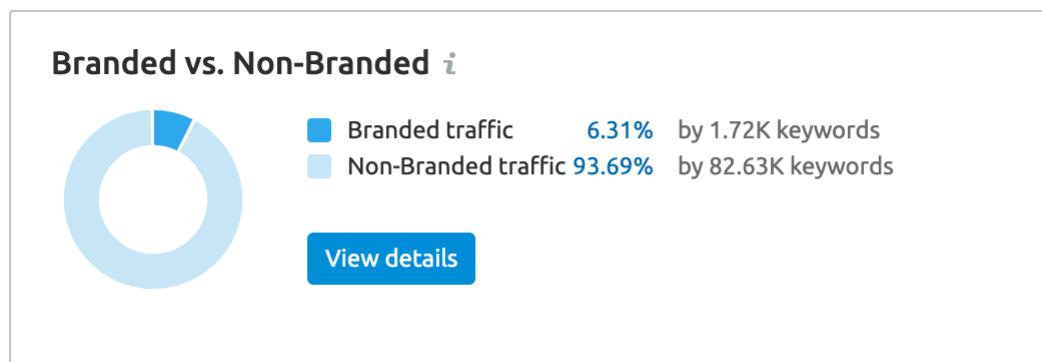 Branded vs. Non-Branded i
Branded traffic 6.31% by 1.72K keywords
Non-Branded traffic 93.69% by 82.63K keywords
View details